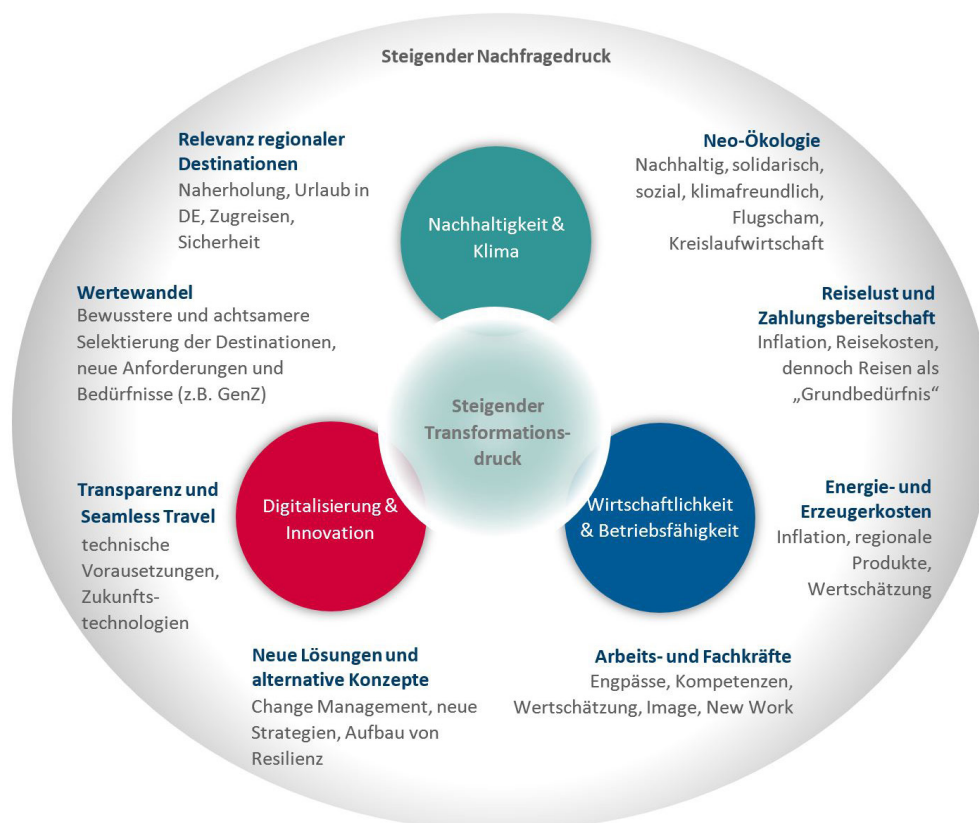 Steigender Nachfragedruck
Relevanz regionaler
Destinationen
Naherholung, Urlaub in
DE, Zugreisen,
Sicherheit
Neo-Ökologie
Nachhaltig, solidarisch,
sozial, klimafreundlich,
Flugscham,
Kreislaufwirtschaft
Nachhaltigkeit &
Klima
Wertewandel
Bewusstere und achtsamere
Selektierung der Destinationen,
neue Anforderungen und
Bedürfnisse (z.B. GenZ)
Reiselust und
Zahlungsbereitschaft
Inflation, Reisekosten,
dennoch Reisen als
„Grundbedürfnis“
Steigender
Transformations-
druck
Transparenz und
Seamless Travel
technische
Vorausetzungen,
Zukunfts-
technologien
Digitalisierung &
Innovation
Wirtschaftlichkeit
& Betriebsfähigkeit
Energie- und
Erzeugerkosten
Inflation, regionale
Produkte,
Wertschätzung
Neue Lösungen und
alternative Konzepte
Change Management, neue
Strategien, Aufbau von
Resilienz
Arbeits- und Fachkräfte
Engpässe, Kompetenzen,
Wertschätzung, Image, New Work